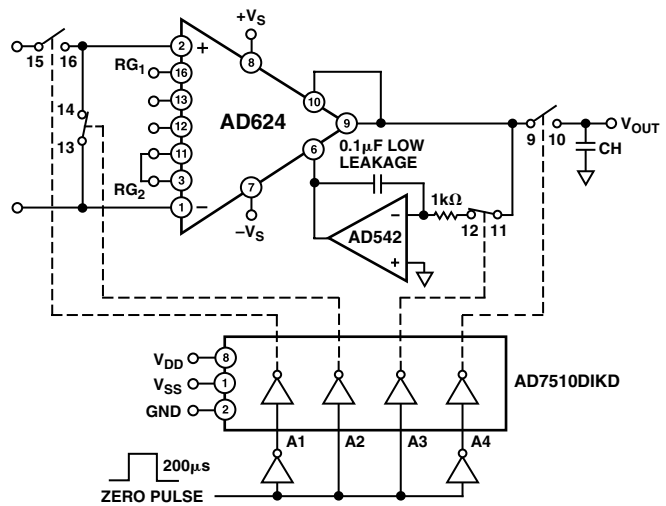 +VS
2
+
15
16
RG1
16
8
13
10
14
12
AD624
9
VOUT
13
11
6
0.1µF LOW
LEAKAGE
9
10
CH
RG2
3
7
1kΩ
1
–
–VS
AD542
–
+
12
11
VDD
8
VSS
1
GND
2
AD7510DIKD
A1
A2
A3
A4
200µs
ZERO PULSE